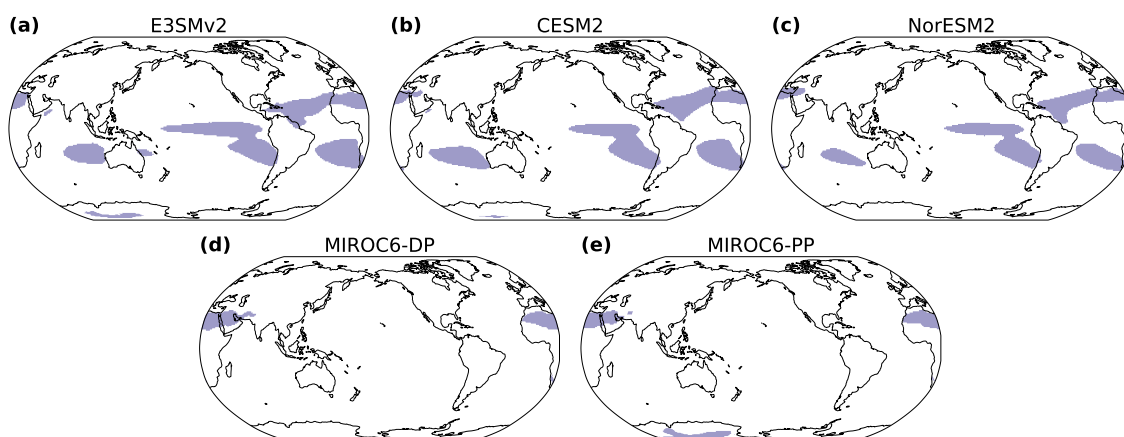 (a) E3SMv2
(b) CESM2
(c) NorESM2
(d) MIROC6-DP
(e) MIROC6-PP